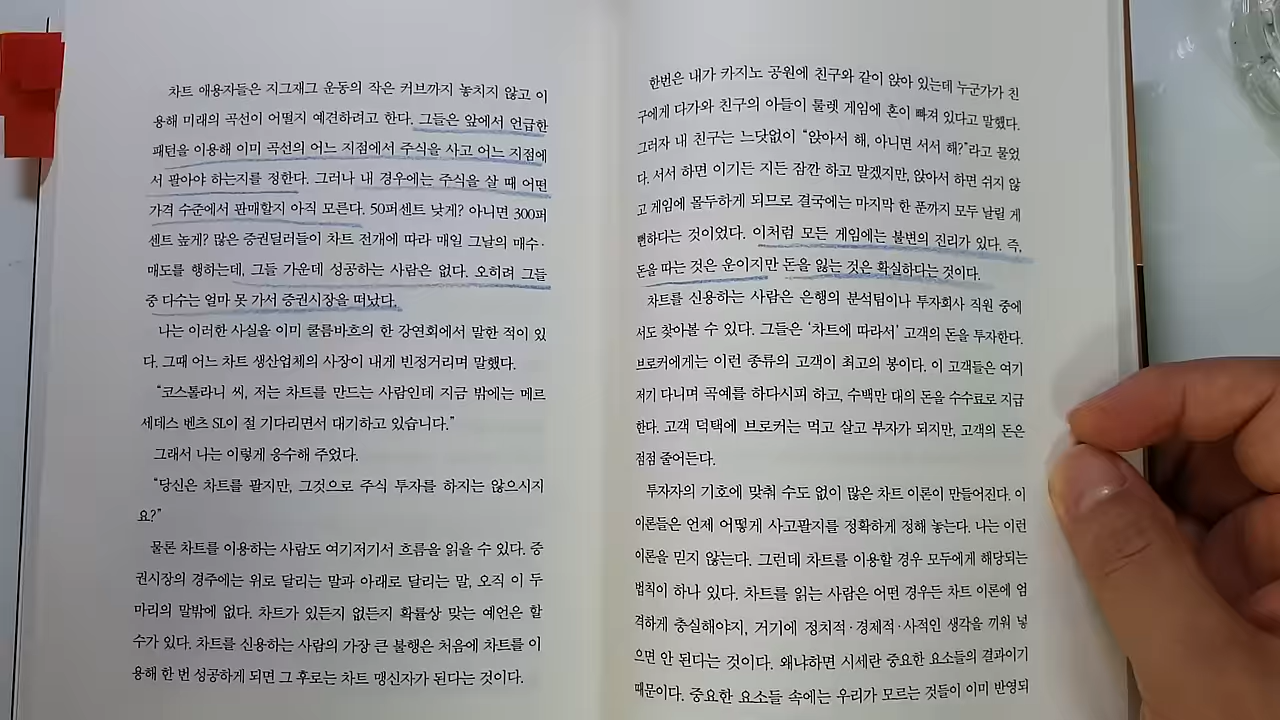 차트 애용자들은 지그재그 운동의 작은 커브까지 놓치지 않고 이
용해 미래의 곡선이 어떨지 예견하려고 한다. 그들은 앞에서 언급한
패턴을 이용해 이미 곡선의 어느 지점에서 주식을 사고 어느 지점에
서 팔아야 하는지를 정한다. 그러나 내 경우에는 주식을 살 때 어떤
가격 수준에서 판매할지 아직 모른다. 50퍼센트 낮게? 아니면 300퍼
센트 높게? 많은 증권딜러들이 차트 전개에 따라 매일 그날의 매수·
매도를 행하는데, 그들 가운데 성공하는 사람은 없다. 오히려 그들
중 다수는 얼마 못 가서 증권시장을 떠났다.
나는 이러한 사실을 이미 쿨름바흐의 한 강연회에서 말한 적이 있
다. 그때 어느 차트 생산업체의 사장이 내게 빈정거리며 말했다.
“코스톨라니 씨, 저는 차트를 만드는 사람인데 지금 밖에는 메르
세데스 벤츠 SL이 절 기다리면서 대기하고 있습니다.”
그래서 나는 이렇게 응수해 주었다.
“당신은 차트를 팔지만, 그것으로 주식 투자를 하지는 않으시지
요?”
물론 차트를 이용하는 사람도 여기저기서 흐름을 읽을 수 있다. 증
권시장의 경주에는 위로 달리는 말과 아래로 달리는 말, 오직 이 두
마리의 말밖에 없다. 차트가 있든지 없든지 확률상 맞는 예언은 할
수가 있다. 차트를 신용하는 사람의 가장 큰 불행은 처음에 차트를 이
용해 한 번 성공하게 되면 그 후로는 차트 맹신자가 된다는 것이다.
한번은 내가 카지노 공원에 친구와 같이 앉아 있는데 누군가가 친
구에게 다가와 친구의 아들이 룰렛 게임에 혼이 빠져 있다고 말했다.
그러자 내 친구는 느닷없이 “앉아서 해, 아니면 서서 해?”라고 물었
다. 서서 하면 이기든 지든 잠깐 하고 말겠지만, 앉아서 하면 쉬지 않
고 게임에 몰두하게 되므로 결국에는 마지막 한 푼까지 모두 날릴 게
뻔하다는 것이었다. 이처럼 모든 게임에는 불변의 진리가 있다. 즉,
돈을 따는 것은 운이지만 돈을 잃는 것은 확실하다는 것이다.
차트를 신용하는 사람은 은행의 분석팀이나 투자회사 직원 중에
서도 찾아볼 수 있다. 그들은 ‘차트에 따라서’ 고객의 돈을 투자한다.
브로커에게는 이런 종류의 고객이 최고의 봉이다. 이 고객들은 여기
저기 다니며 곡예를 하다시피 하고, 수백만 대의 돈을 수수료로 지급
한다. 고객 덕택에 브로커는 먹고 살고 부자가 되지만, 고객의 돈은
점점 줄어든다.
투자자의 기호에 맞춰 수도 없이 많은 차트 이론이 만들어진다. 이
이론들은 언제 어떻게 사고팔지를 정확하게 정해 놓는다. 나는 이런
이론을 믿지 않는다. 그런데 차트를 이용할 경우 모두에게 해당되는
법칙이 하나 있다. 차트를 읽는 사람은 어떤 경우든 차트 이론에 엄
격하게 충실해야지, 거기에 정치적·경제적·사적인 생각을 끼워 넣
으면 안 된다는 것이다. 왜냐하면 시세란 중요한 요소들의 결과이기
때문이다. 중요한 요소들 속에는 우리가 모르는 것들이 이미 반영되